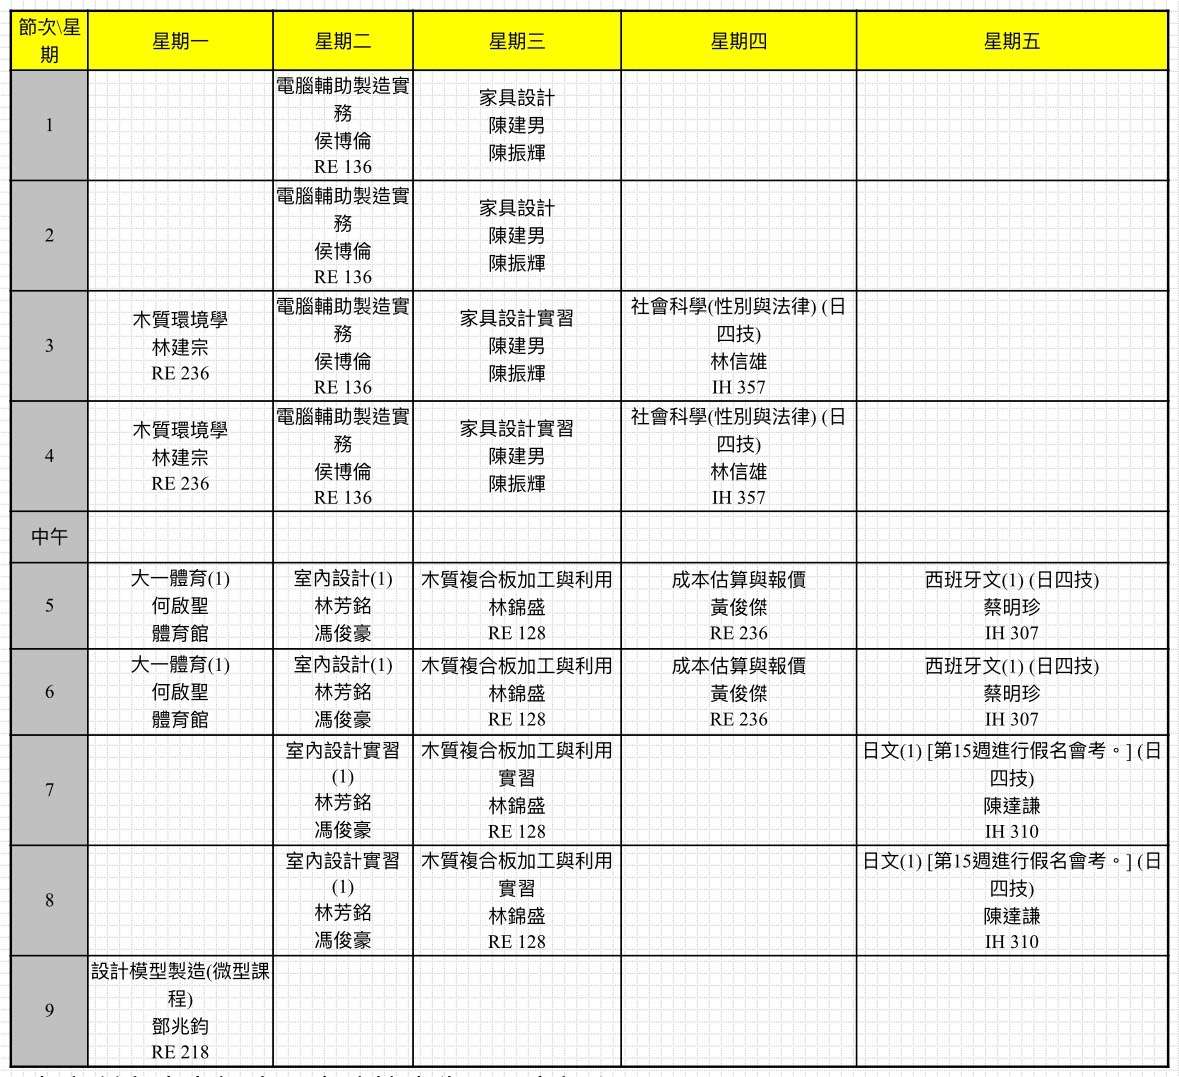 節次\星
期
星期一
星期二
星期三
星期四
星期五
1
電腦輔助製造實
務
侯博倫
RE 136
家具設計
陳建男
陳振輝
2
電腦輔助製造實
務
侯博倫
RE 136
家具設計
陳建男
陳振輝
3
木質環境學
林建宗
RE 236
電腦輔助製造實
務
侯博倫
RE 136
家具設計實習
陳建男
陳振輝
社會科學(性別與法律) (日
四技)
林信雄
IH 357
4
木質環境學
林建宗
RE 236
電腦輔助製造實
務
侯博倫
RE 136
家具設計實習
陳建男
陳振輝
社會科學(性別與法律) (日
四技)
林信雄
IH 357
中午
5
大一體育(1)
何啟聖
體育館
室內設計(1)
林芳銘
馮俊豪
木質複合板加工與利用
林錦盛
RE 128
成本估算與報價
黃俊傑
RE 236
西班牙文(1) (日四技)
蔡明珍
IH 307
6
大一體育(1)
何啟聖
體育館
室內設計(1)
林芳銘
馮俊豪
木質複合板加工與利用
林錦盛
RE 128
成本估算與報價
黃俊傑
RE 236
西班牙文(1) (日四技)
蔡明珍
IH 307
7
室內設計實習
(1)
林芳銘
馮俊豪
木質複合板加工與利用
實習
林錦盛
RE 128
日文(1) [第15週進行假名會考。] (日
四技)
陳達謙
IH 310
8
室內設計實習
(1)
林芳銘
馮俊豪
木質複合板加工與利用
實習
林錦盛
RE 128
日文(1) [第15週進行假名會考。] (日
四技)
陳達謙
IH 310
9
設計模型製造(微型課
程)
鄧兆鈞
RE 218